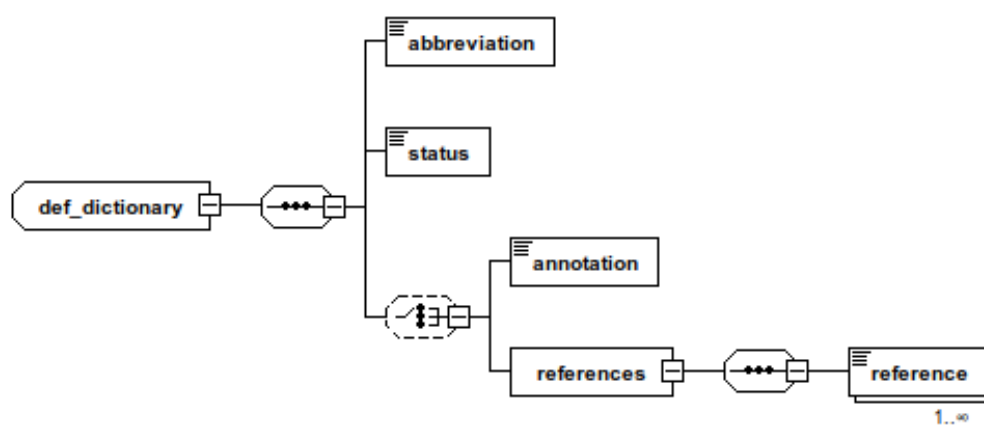 abbreviation
status
def_dictionary
annotation
references
reference
1..∞